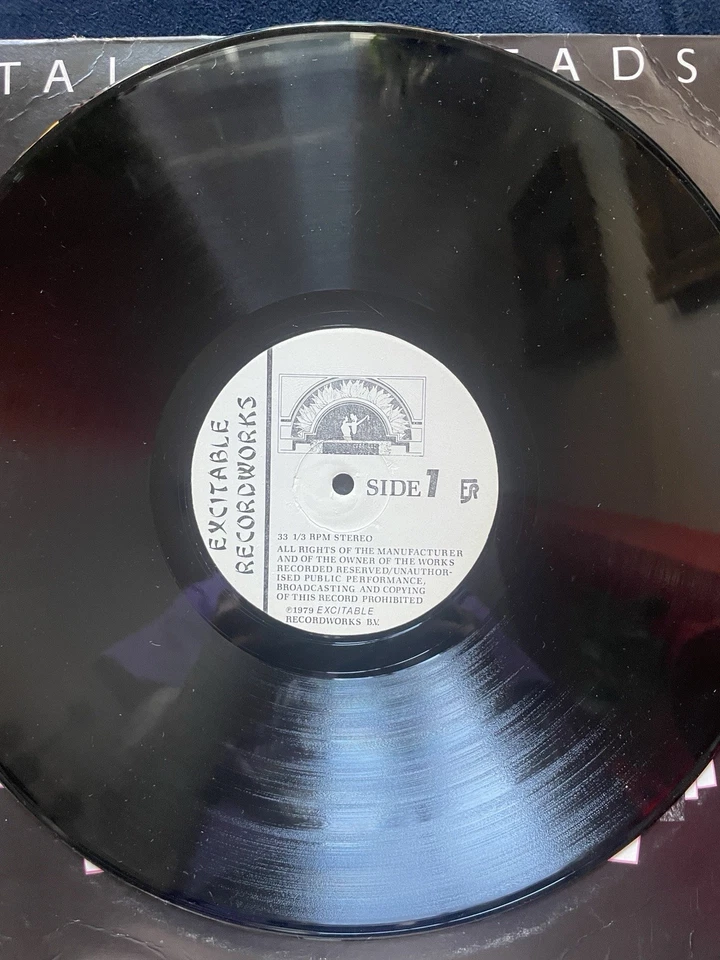 TAL EADS
EXCITABLE
RECORDWORKS
SIDE 1 ER
33 1/3 RPM STEREO
ALL RIGHTS OF THE MANUFACTURER
AND OF THE OWNER OF THE WORKS
RECORDED RESERVED/UNAUTHOR-
ISED PUBLIC PERFORMANCE,
BROADCASTING AND COPYING
OF THIS RECORD PROHIBITED
℗1979 EXCITABLE
RECORDWORKS B.V.